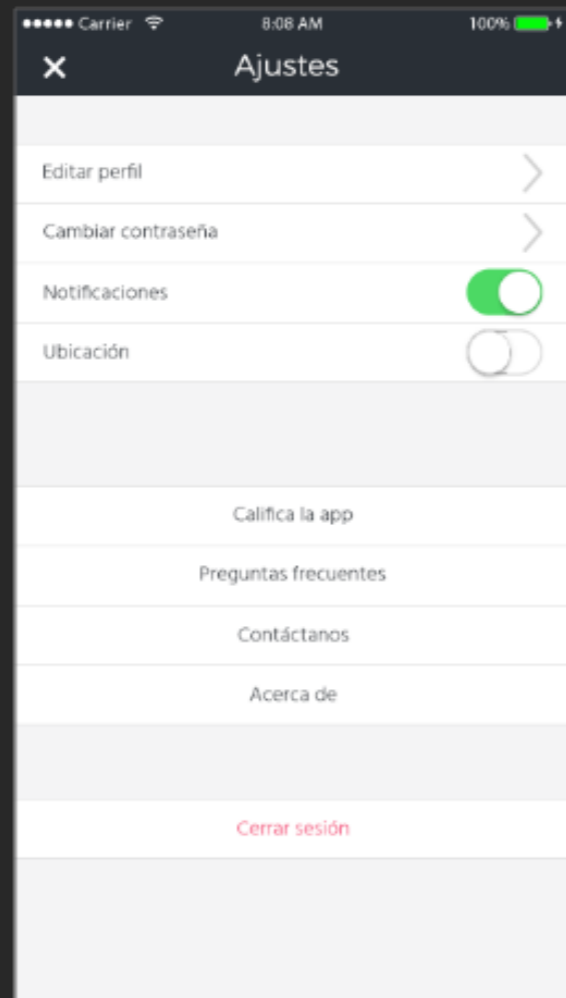 Carrier 8:08 AM 100%
Ajustes
Editar perfil
Cambiar contraseña
Notificaciones
Ubicación
Califica la app
Preguntas frecuentes
Contáctanos
Acerca de
Cerrar sesión